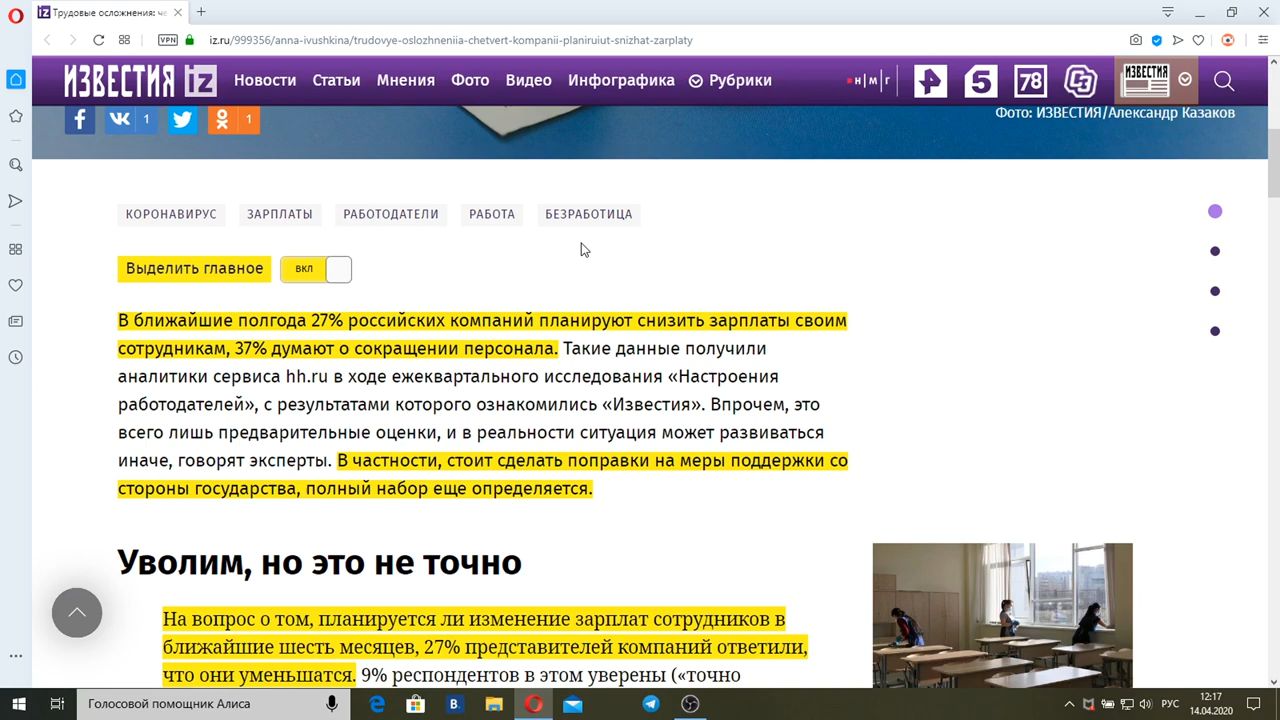 Трудовые осложнения: че
VPN
iz.ru/999356/anna-ivushkina/trudovye-oslozhneniia-chetvert-kompanii-planiruiut-snizhat-zarplaty
ИЗВЕСТИЯ iz Новости Статьи Мнения Фото Видео Инфографика Рубрики н|м|г 5 78 ИЗВЕСТИЯ
1 1
Фото: ИЗВЕСТИЯ/Александр Казаков
КОРОНАВИРУС ЗАРПЛАТЫ РАБОТОДАТЕЛИ РАБОТА БЕЗРАБОТИЦА
Выделить главное вкл
В ближайшие полгода 27% российских компаний планируют снизить зарплаты своим
сотрудникам, 37% думают о сокращении персонала. Такие данные получили
аналитики сервиса hh.ru в ходе ежеквартального исследования «Настроения
работодателей», с результатами которого ознакомились «Известия». Впрочем, это
всего лишь предварительные оценки, и в реальности ситуация может развиваться
иначе, говорят эксперты. В частности, стоит сделать поправки на меры поддержки со
стороны государства, полный набор еще определяется.
Уволим, но это не точно
На вопрос о том, планируется ли изменение зарплат сотрудников в
ближайшие шесть месяцев, 27% представителей компаний ответили,
что они уменьшатся. 9% респондентов в этом уверены («точно
Голосовой помощник Алиса
РУС
12:17
14.04.2020